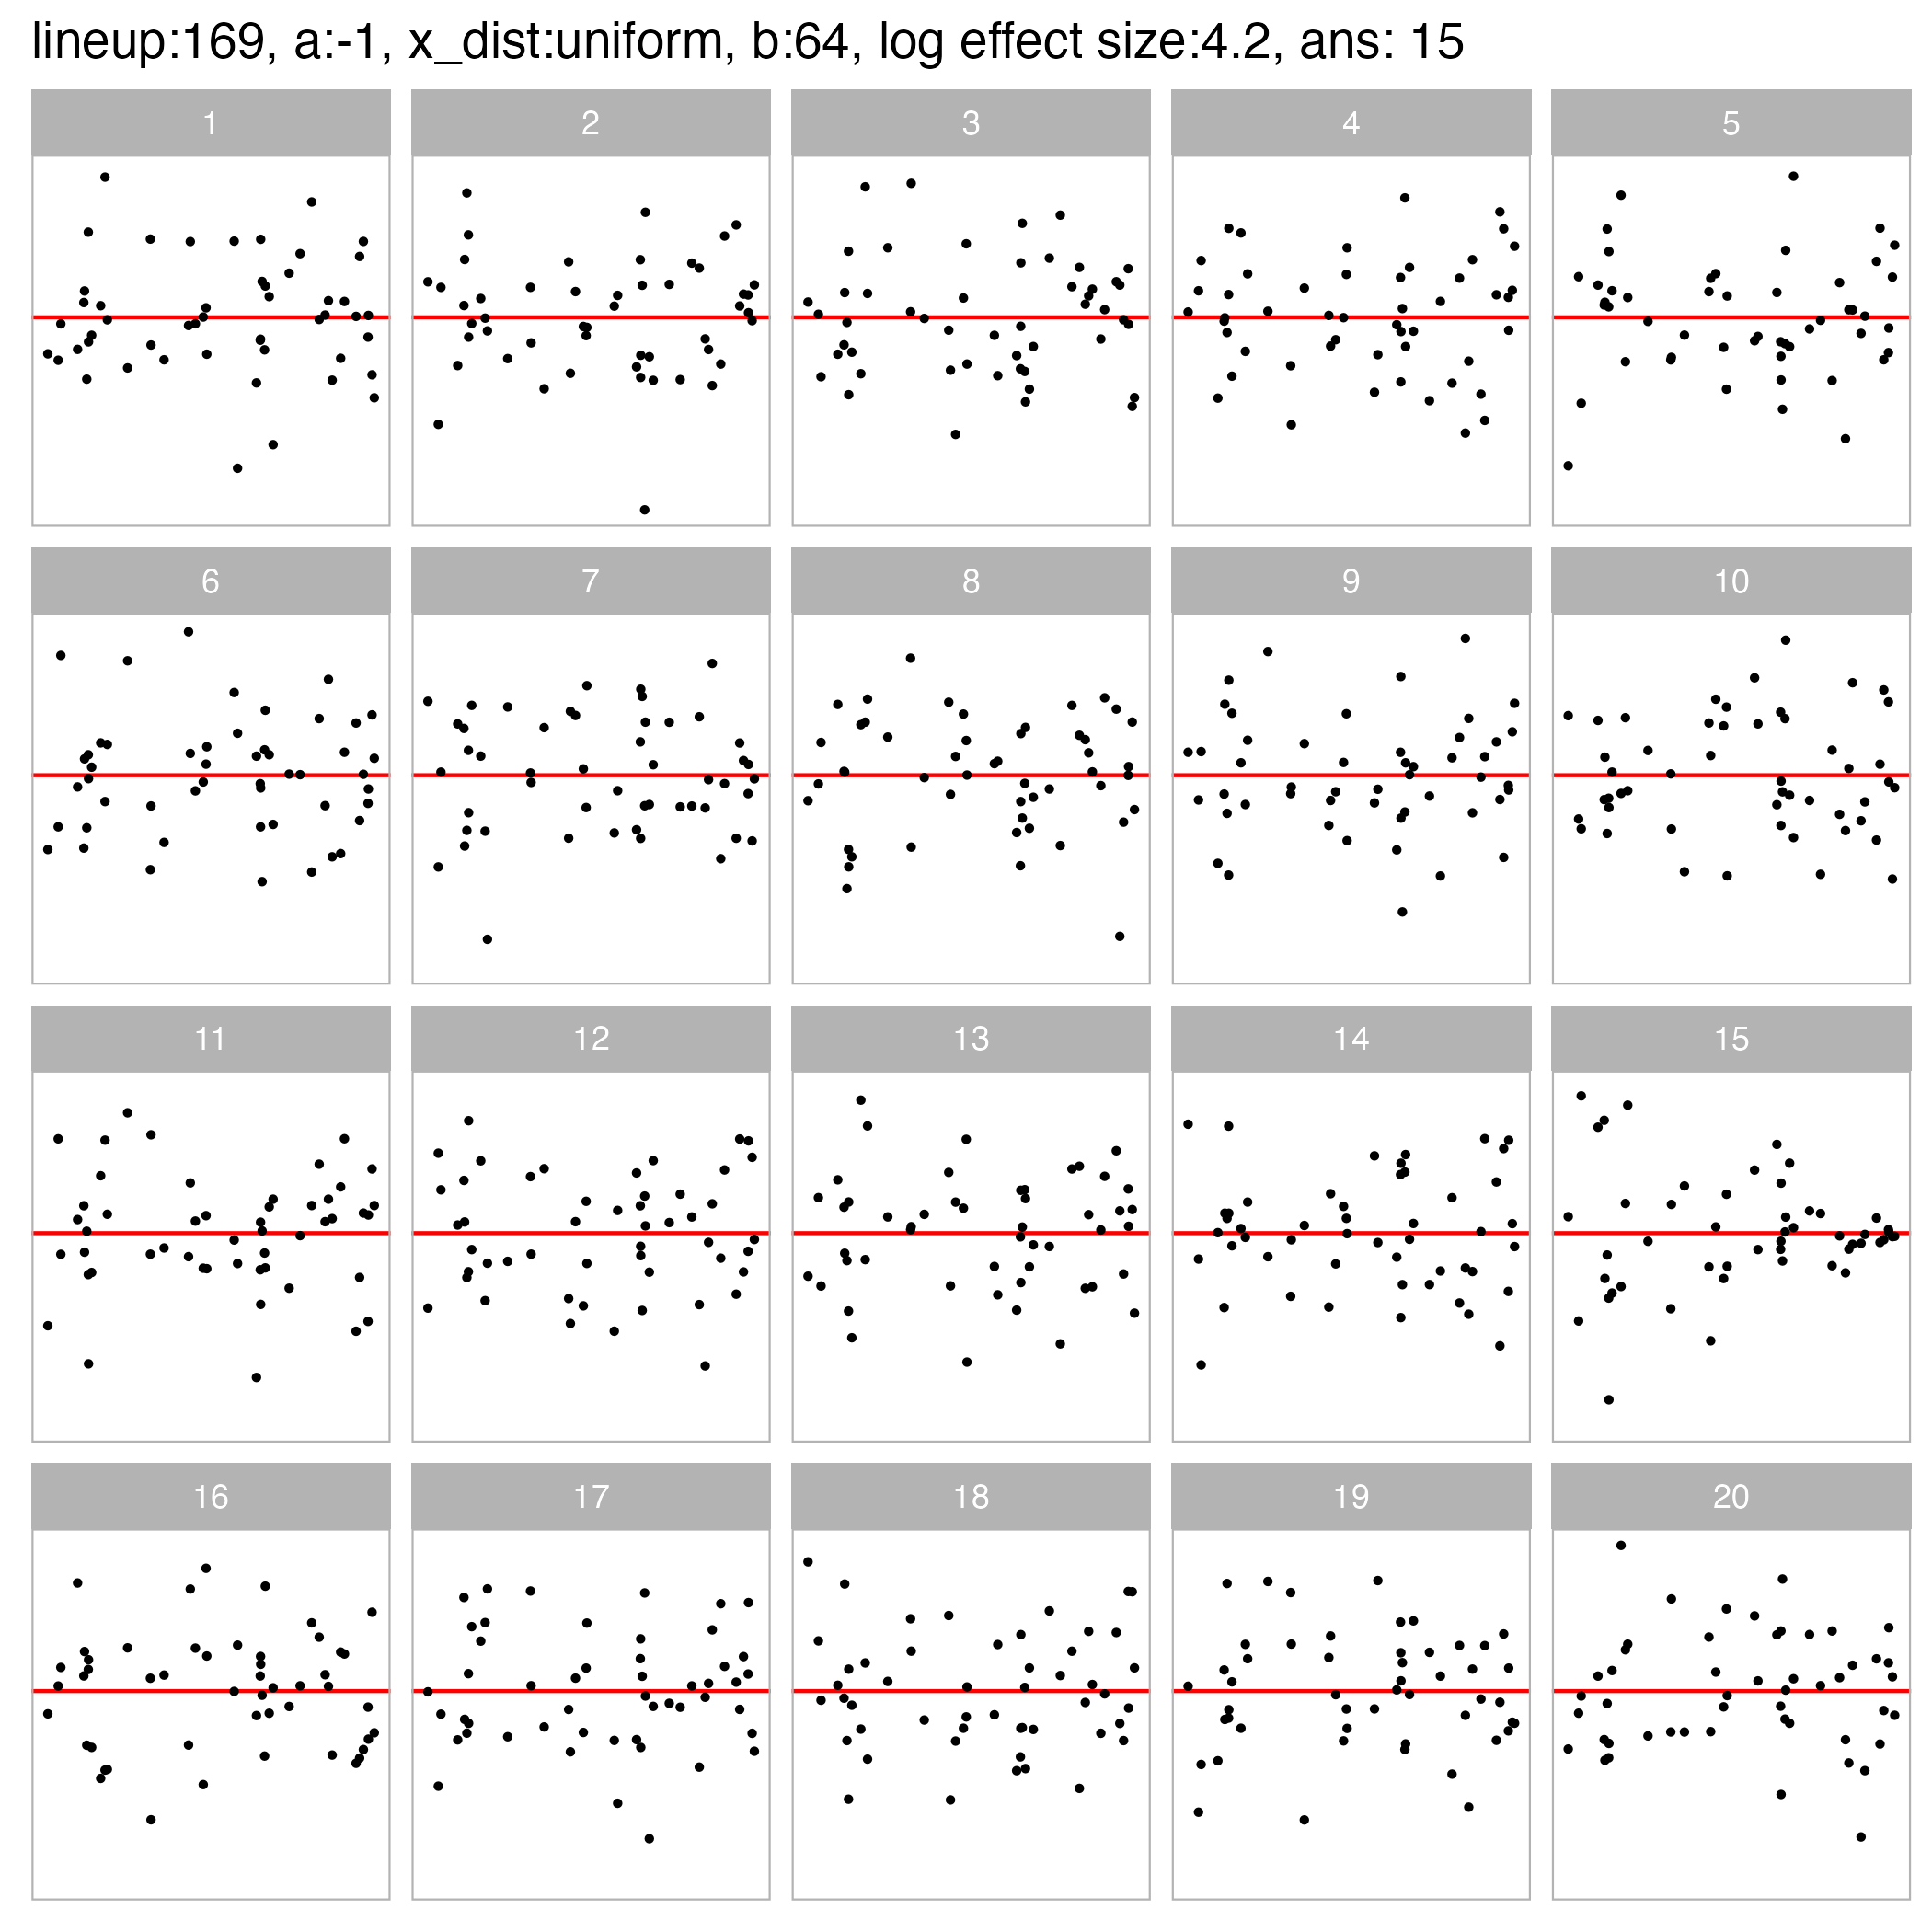 lineup:169, a:-1, x_dist:uniform, b:64, log effect size:4.2, ans: 15
1 2 3 4 5
6 7 8 9 10
11 12 13 14 15
16 17 18 19 20